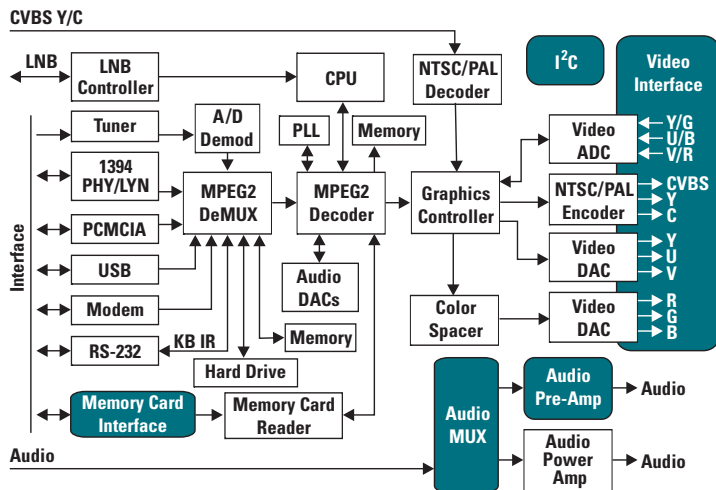 CVBS Y/C
LNB
LNB
Controller
CPU
NTSC/PAL
Decoder
I²C
Video
Interface
Tuner
A/D
Demod
PLL
Memory
Video
ADC
Y/G
U/B
V/R
1394
PHY/LYN
MPEG2
DeMUX
MPEG2
Decoder
Graphics
Controller
NTSC/PAL
Encoder
CVBS
Y
C
PCMCIA
Interface
USB
Audio
DACs
Video
DAC
Y
U
V
Modem
Color
Spacer
Video
DAC
R
G
B
RS-232
KB IR
Memory
Hard Drive
Memory Card
Interface
Memory Card
Reader
Audio
MUX
Audio
Pre-Amp
Audio
Audio
Audio
Power
Amp
Audio